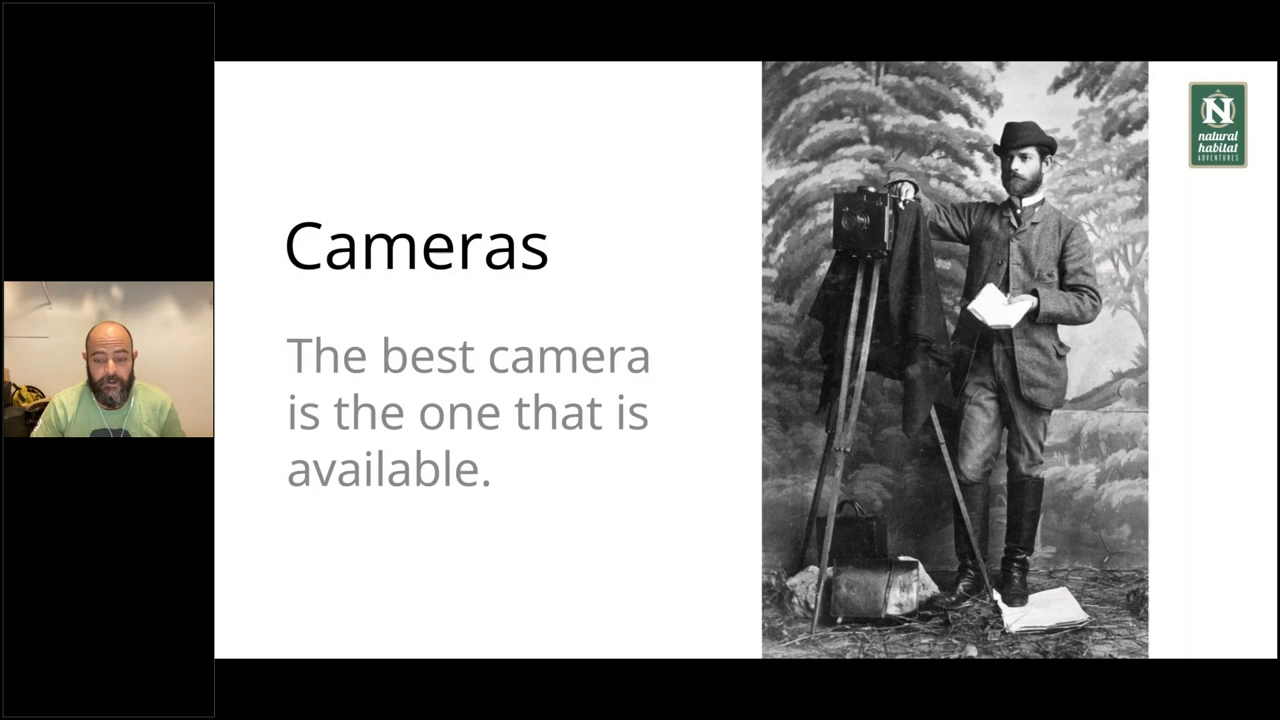 Cameras
The best camera
is the one that is
available.
N
natural
habitat
ADVENTURES